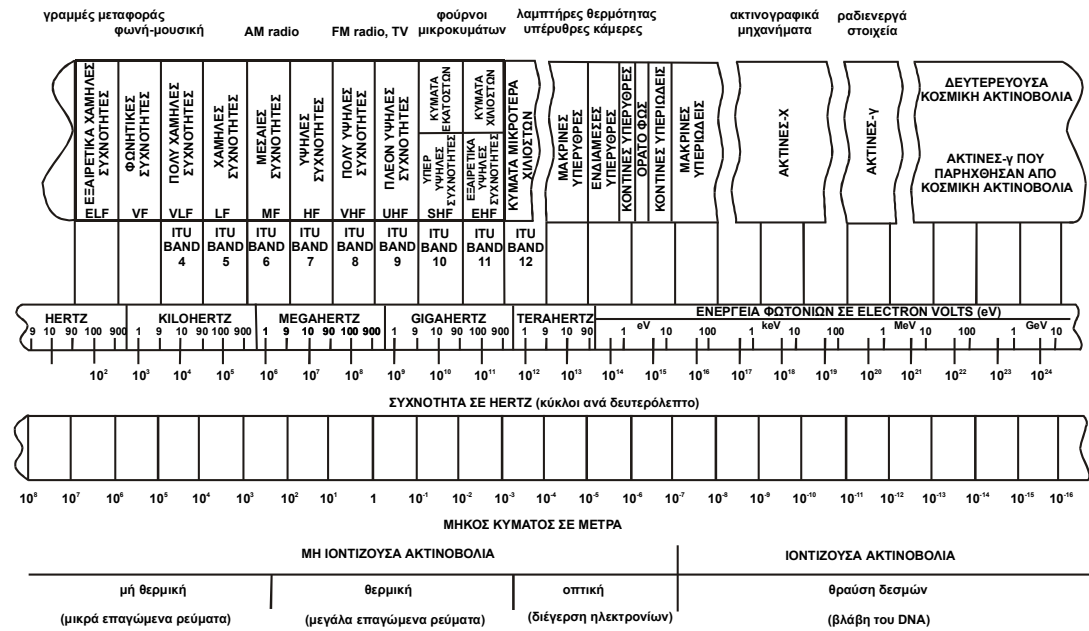 γραμμές μεταφοράς
φωνή-μουσική
AM radio
FM radio, TV
φούρνοι
μικροκυμάτων
λαμπτήρες θερμότητας
υπέρυθρες κάμερες
ακτινογραφικά
μηχανήματα
ραδιενεργά
στοιχεία
ΕΞΑΙΡΕΤΙΚΑ ΧΑΜΗΛΕΣ
ΣΥΧΝΟΤΗΤΕΣ
ELF
ΦΩΝΗΤΙΚΕΣ
ΣΥΧΝΟΤΗΤΕΣ
VF
ΠΟΛΥ ΧΑΜΗΛΕΣ
ΣΥΧΝΟΤΗΤΕΣ
VLF
ΧΑΜΗΛΕΣ
ΣΥΧΝΟΤΗΤΕΣ
LF
ΜΕΣΑΙΕΣ
ΣΥΧΝΟΤΗΤΕΣ
MF
ΥΨΗΛΕΣ
ΣΥΧΝΟΤΗΤΕΣ
HF
ΠΟΛΥ ΥΨΗΛΕΣ
ΣΥΧΝΟΤΗΤΕΣ
VHF
ΠΛΕΟΝ ΥΨΗΛΕΣ
ΣΥΧΝΟΤΗΤΕΣ
UHF
ΚΥΜΑΤΑ
ΕΚΑΤΟΣΤΩΝ
ΥΠΕΡ
ΥΨΗΛΕΣ
ΣΥΧΝΟΤΗΤΕΣ
SHF
ΚΥΜΑΤΑ
ΧΙΛΙΟΣΤΩΝ
ΕΞΑΙΡΕΤΙΚΑ
ΥΨΗΛΕΣ
ΣΥΧΝΟΤΗΤΕΣ
EHF
ΚΥΜΑΤΑ ΜΙΚΡΟΤΕΡΑ
ΧΙΛΙΟΣΤΩΝ
ΜΑΚΡΙΝΕΣ
ΥΠΕΡΥΘΡΕΣ
ΕΝΔΙΑΜΕΣΕΣ
ΥΠΕΡΥΘΡΕΣ
ΚΟΝΤΙΝΕΣ ΥΠΕΡΥΘΡΕΣ
ΟΡΑΤΟ ΦΩΣ
ΚΟΝΤΙΝΕΣ ΥΠΕΡΙΩΔΕΙΣ
ΜΑΚΡΙΝΕΣ
ΥΠΕΡΙΩΔΕΙΣ
ΑΚΤΙΝΕΣ-Χ
ΑΚΤΙΝΕΣ-γ
ΔΕΥΤΕΡΕΥΟΥΣΑ
ΚΟΣΜΙΚΗ ΑΚΤΙΝΟΒΟΛΙΑ
ΑΚΤΙΝΕΣ-γ ΠΟΥ
ΠΑΡΗΧΘΗΣΑΝ ΑΠΟ
ΚΟΣΜΙΚΗ ΑΚΤΙΝΟΒΟΛΙΑ
ITU ITU ITU ITU ITU ITU ITU ITU ITU
BAND BAND BAND BAND BAND BAND BAND BAND BAND
4 5 6 7 8 9 10 11 12
HERTZ KILOHERTZ MEGAHERTZ GIGAHERTZ TERAHERTZ ΕΝΕΡΓΕΙΑ ΦΩΤΟΝΙΩΝ ΣΕ ELECTRON VOLTS (eV)
9 10 90 100 900 1 9 10 90 100 900 1 9 10 90 100 900 1 9 10 90 100 900 1 9 10 90 1 eV 10 100 1 keV 10 100 1 MeV 10 100 1 GeV 10
10² 10³ 10⁴ 10⁵ 10⁶ 10⁷ 10⁸ 10⁹ 10¹⁰ 10¹¹ 10¹² 10¹³ 10¹⁴ 10¹⁵ 10¹⁶ 10¹⁷ 10¹⁸ 10¹⁹ 10²⁰ 10²¹ 10²² 10²³ 10²⁴
ΣΥΧΝΟΤΗΤΑ ΣΕ HERTZ (κύκλοι ανά δευτερόλεπτο)
10⁸ 10⁷ 10⁶ 10⁵ 10⁴ 10³ 10² 10¹ 1 10⁻¹ 10⁻² 10⁻³ 10⁻⁴ 10⁻⁵ 10⁻⁶ 10⁻⁷ 10⁻⁸ 10⁻⁹ 10⁻¹⁰ 10⁻¹¹ 10⁻¹² 10⁻¹³ 10⁻¹⁴ 10⁻¹⁵ 10⁻¹⁶
ΜΗΚΟΣ ΚΥΜΑΤΟΣ ΣΕ ΜΕΤΡΑ
ΜΗ ΙΟΝΤΙΖΟΥΣΑ ΑΚΤΙΝΟΒΟΛΙΑ
ΙΟΝΤΙΖΟΥΣΑ ΑΚΤΙΝΟΒΟΛΙΑ
μή θερμική
(μικρά επαγώμενα ρεύματα)
θερμική
(μεγάλα επαγώμενα ρεύματα)
οπτική
(διέγερση ηλεκτρονίων)
θραύση δεσμών
(βλάβη του DNA)